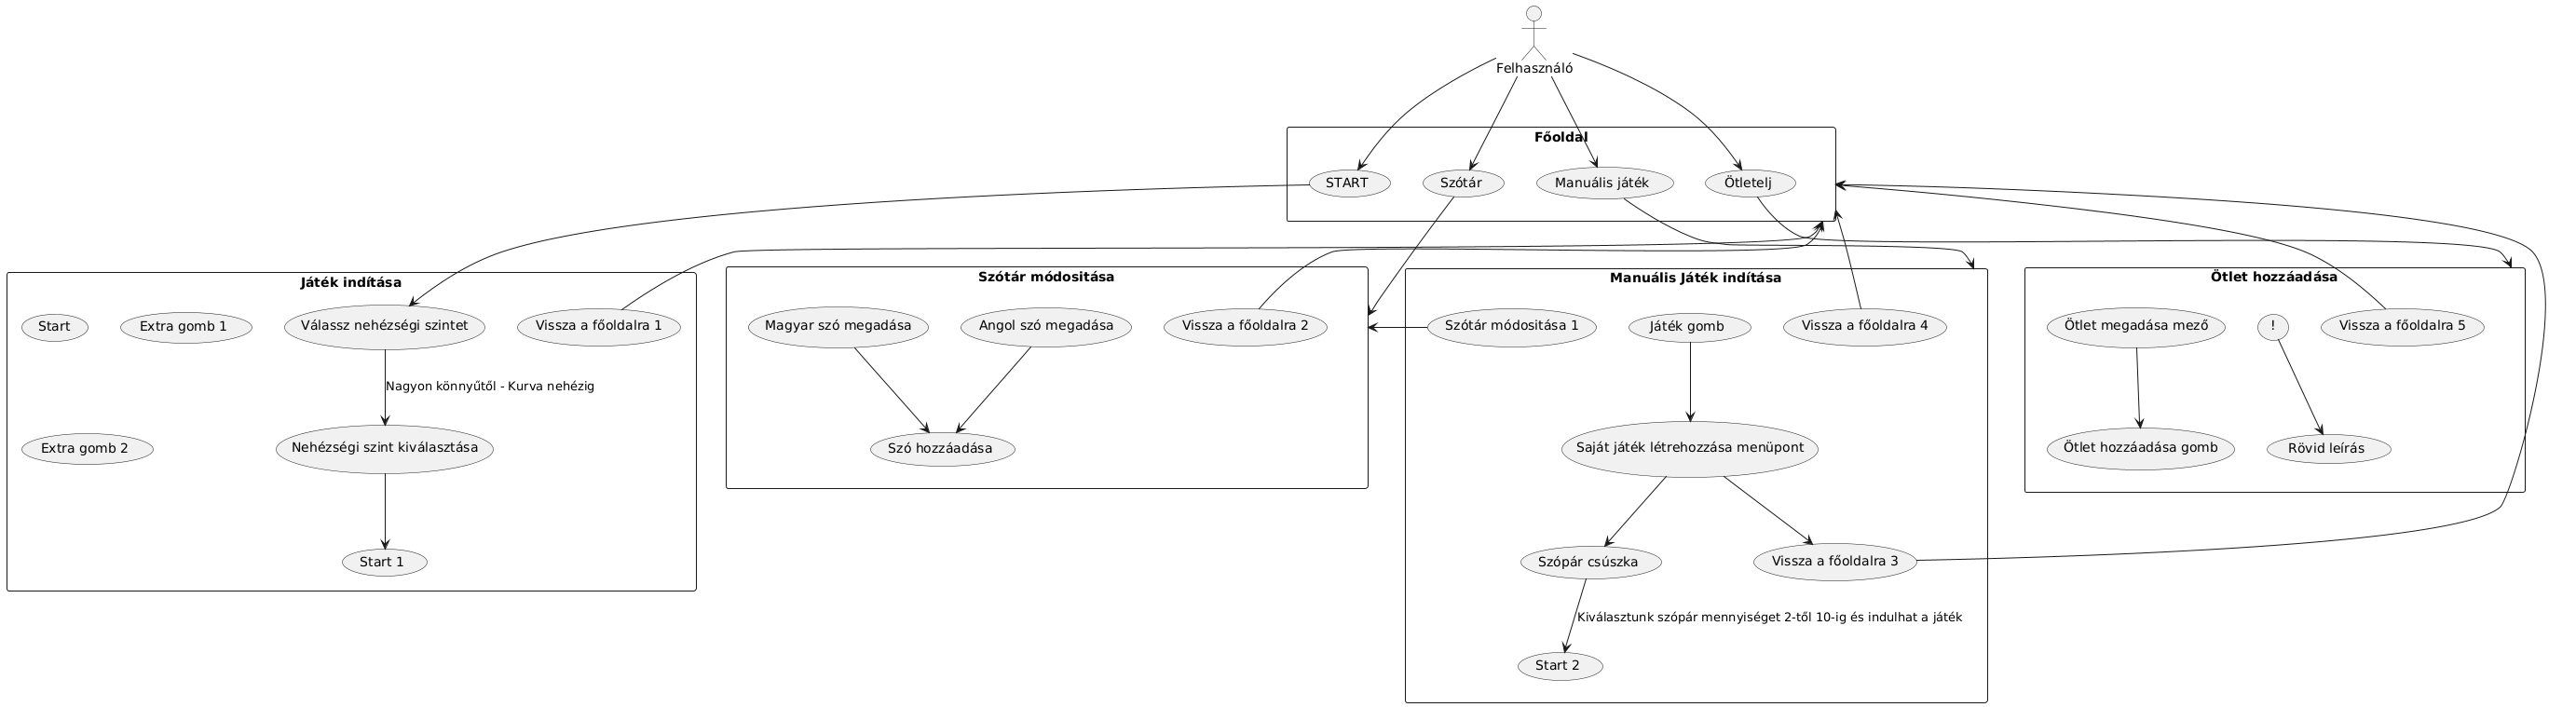 Felhasználó
Főoldal
START
Szótár
Manuális játék
Ötletelj
Játék indítása
Start
Extra gomb 1
Válassz nehézségi szintet
Vissza a főoldalra 1
Nagyon könnyűtől - Kurva nehézig
Extra gomb 2
Nehézségi szint kiválasztása
Start 1
Szótár módositása
Magyar szó megadása
Angol szó megadása
Vissza a főoldalra 2
Szó hozzáadása
Manuális Játék indítása
Szótár módositása 1
Játék gomb
Vissza a főoldalra 4
Saját játék létrehozzása menüpont
Szópár csúszka
Vissza a főoldalra 3
Kiválasztunk szópár mennyiséget 2-től 10-ig és indulhat a játék
Start 2
Ötlet hozzáadása
Ötlet megadása mező
!
Vissza a főoldalra 5
Ötlet hozzáadása gomb
Rövid leírás